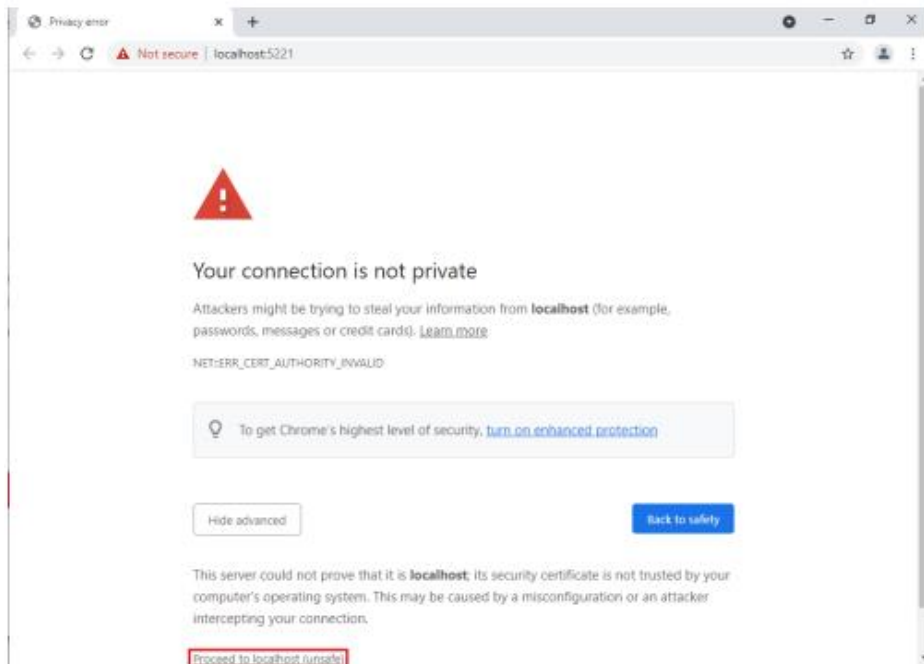 Privacy error
Not secure | localhost:5221
Your connection is not private
Attackers might be trying to steal your information from localhost (for example,
passwords, messages or credit cards). Learn more
NET::ERR_CERT_AUTHORITY_INVALID
To get Chrome's highest level of security, turn on enhanced protection
Hide advanced
Back to safety
This server could not prove that it is localhost; its security certificate is not trusted by your
computer's operating system. This may be caused by a misconfiguration or an attacker
intercepting your connection.
Proceed to localhost (unsafe)